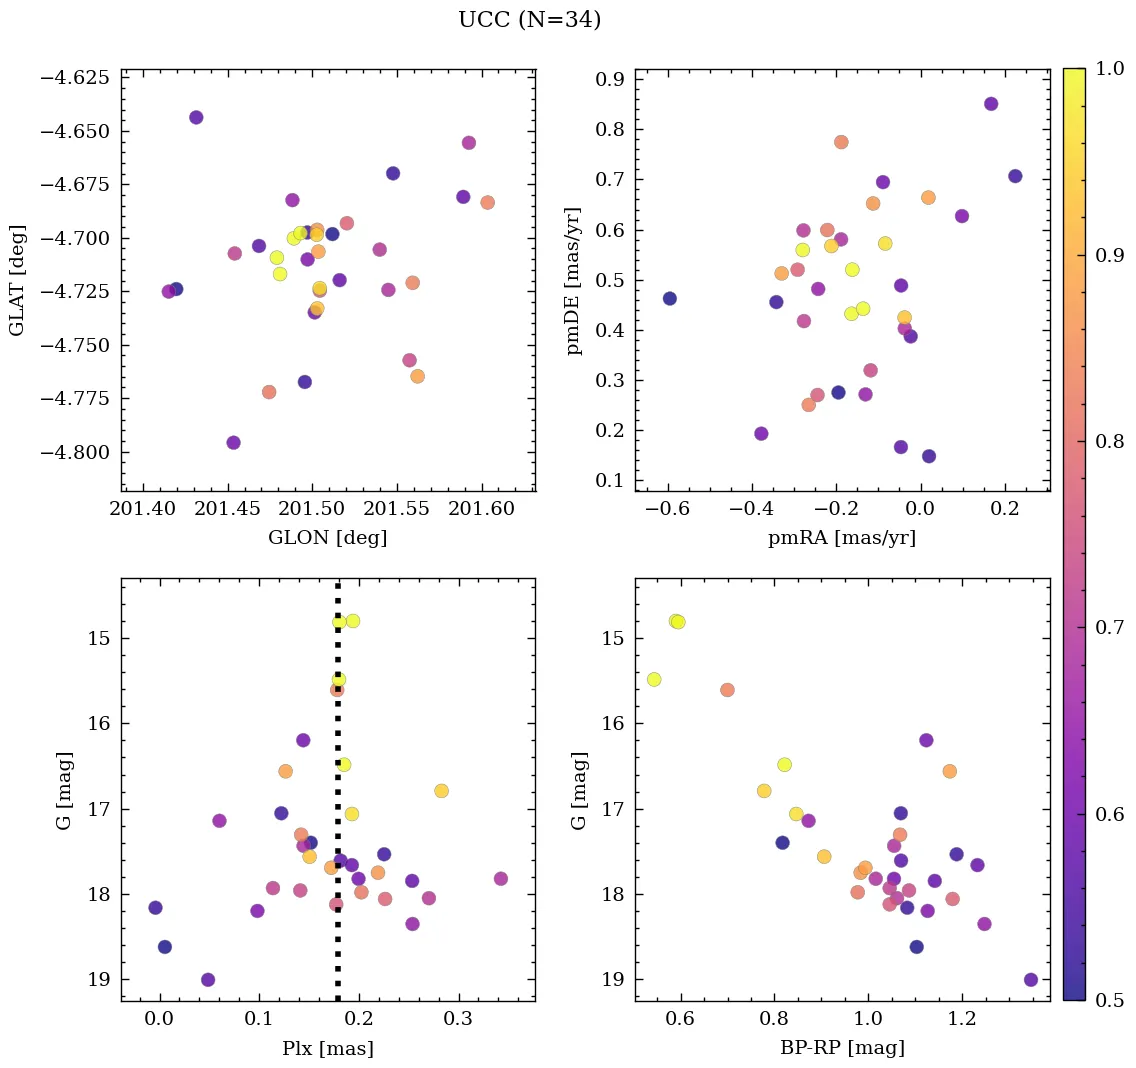 UCC (N=34)
−4.625
−4.650
−4.675
−4.700
−4.725
−4.750
−4.775
−4.800
GLAT [deg]
201.40 201.45 201.50 201.55 201.60
GLON [deg]
0.9
0.8
0.7
0.6
0.5
0.4
0.3
0.2
0.1
pmDE [mas/yr]
−0.6 −0.4 −0.2 0.0 0.2
pmRA [mas/yr]
15
16
17
18
19
G [mag]
0.0 0.1 0.2 0.3
Plx [mas]
15
16
17
18
19
G [mag]
0.6 0.8 1.0 1.2
BP-RP [mag]
1.0
0.9
0.8
0.7
0.6
0.5